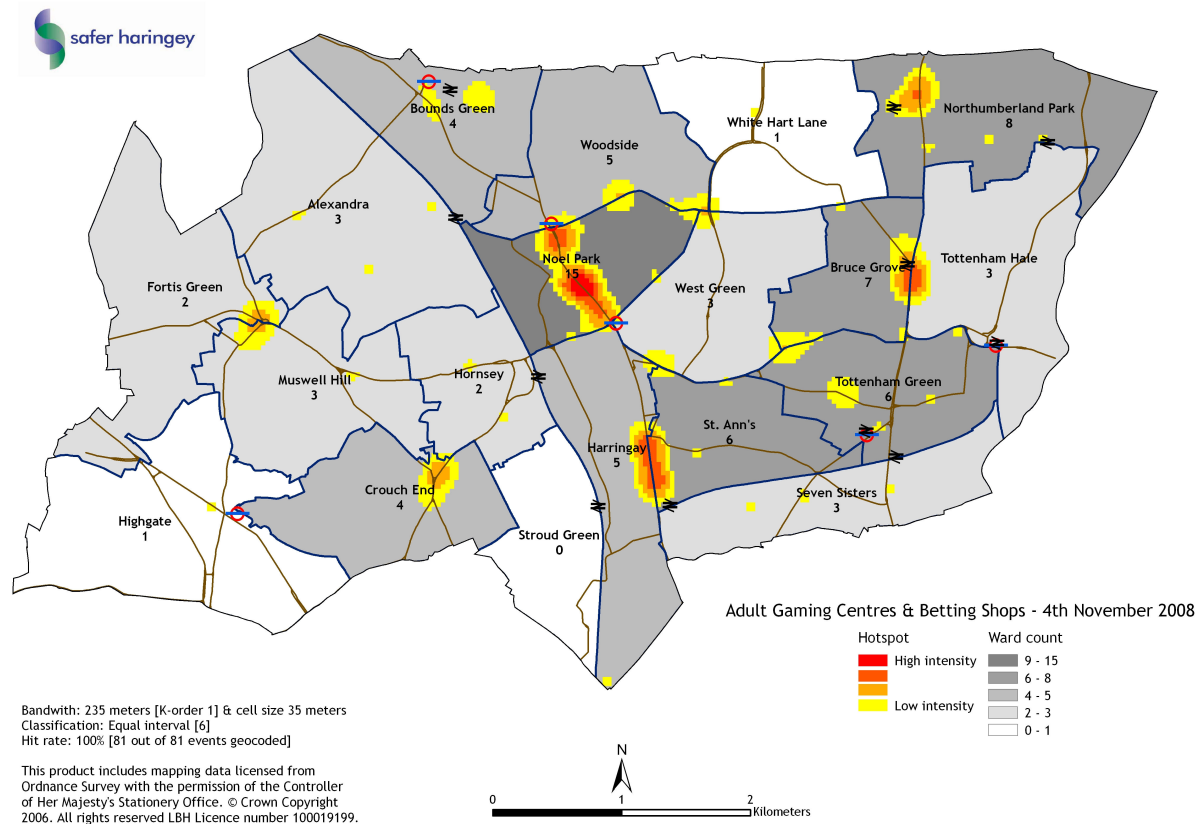 safer haringey
Bounds Green
4
Northumberland Park
8
White Hart Lane
1
Woodside
5
Alexandra
3
Noel Park
15
Bruce Grove
7
Tottenham Hale
3
Fortis Green
2
West Green
3
Muswell Hill
3
Hornsey
2
Tottenham Green
6
St. Ann's
6
Harringay
5
Crouch End
4
Seven Sisters
3
Highgate
1
Stroud Green
0
Adult Gaming Centres & Betting Shops - 4th November 2008
Hotspot
High intensity
Low intensity
Ward count
9 - 15
6 - 8
4 - 5
2 - 3
0 - 1
Bandwith: 235 meters [K-order 1] & cell size 35 meters
Classification: Equal interval [6]
Hit rate: 100% [81 out of 81 events geocoded]
This product includes mapping data licensed from
Ordnance Survey with the permission of the Controller
of Her Majesty's Stationery Office. © Crown Copyright
2006. All rights reserved LBH Licence number 100019199.
N
0 1 2
Kilometers